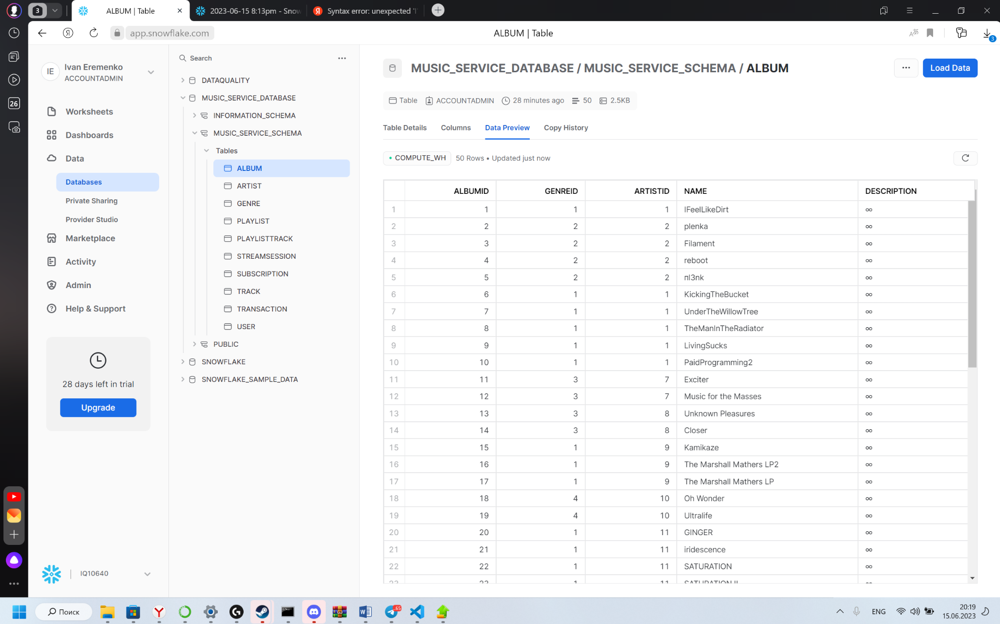 3
ALBUM | Table
2023-06-15 8:13pm - Snow
Syntax error: unexpected 'I'
app.snowflake.com
ALBUM | Table
3
26
IE
Ivan Eremenko
ACCOUNTADMIN
Worksheets
Dashboards
Data
Databases
Private Sharing
Provider Studio
Marketplace
Activity
Admin
Help & Support
28 days left in trial
Upgrade
IQ10640
Search
DATAQUALITY
MUSIC_SERVICE_DATABASE
INFORMATION_SCHEMA
MUSIC_SERVICE_SCHEMA
Tables
ALBUM
ARTIST
GENRE
PLAYLIST
PLAYLISTTRACK
STREAMSESSION
SUBSCRIPTION
TRACK
TRANSACTION
USER
PUBLIC
SNOWFLAKE
SNOWFLAKE_SAMPLE_DATA
MUSIC_SERVICE_DATABASE / MUSIC_SERVICE_SCHEMA / ALBUM
Load Data
Table ACCOUNTADMIN 28 minutes ago 50 2.5KB
Table Details Columns Data Preview Copy History
COMPUTE_WH 50 Rows • Updated just now
ALBUMID GENREID ARTISTID NAME DESCRIPTION
1 1 1 1 IFeelLikeDirt ∞
2 2 2 2 plenka ∞
3 3 2 2 Filament ∞
4 4 2 2 reboot ∞
5 5 2 2 пl3nk ∞
6 6 1 1 KickingTheBucket ∞
7 7 1 1 UnderTheWillowTree ∞
8 8 1 1 TheManInTheRadiator ∞
9 9 1 1 LivingSucks ∞
10 10 1 1 PaidProgramming2 ∞
11 11 3 7 Exciter ∞
12 12 3 7 Music for the Masses ∞
13 13 3 8 Unknown Pleasures ∞
14 14 3 8 Closer ∞
15 15 1 9 Kamikaze ∞
16 16 1 9 The Marshall Mathers LP2 ∞
17 17 1 9 The Marshall Mathers LP ∞
18 18 4 10 Oh Wonder ∞
19 19 4 10 Ultralife ∞
20 20 1 11 GINGER ∞
21 21 1 11 iridescence ∞
22 22 1 11 SATURATION ∞
23 23 1 11 SATURATION II ∞
Поиск
65
ENG
20:19
15.06.2023